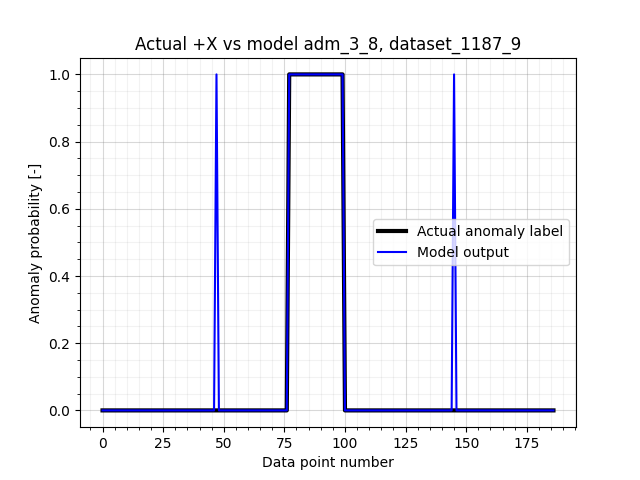 Actual +X vs model adm_3_8, dataset_1187_9
1.0
0.8
0.6
0.4
0.2
0.0
Anomaly probability [-]
Actual anomaly label
Model output
0 25 50 75 100 125 150 175
Data point number